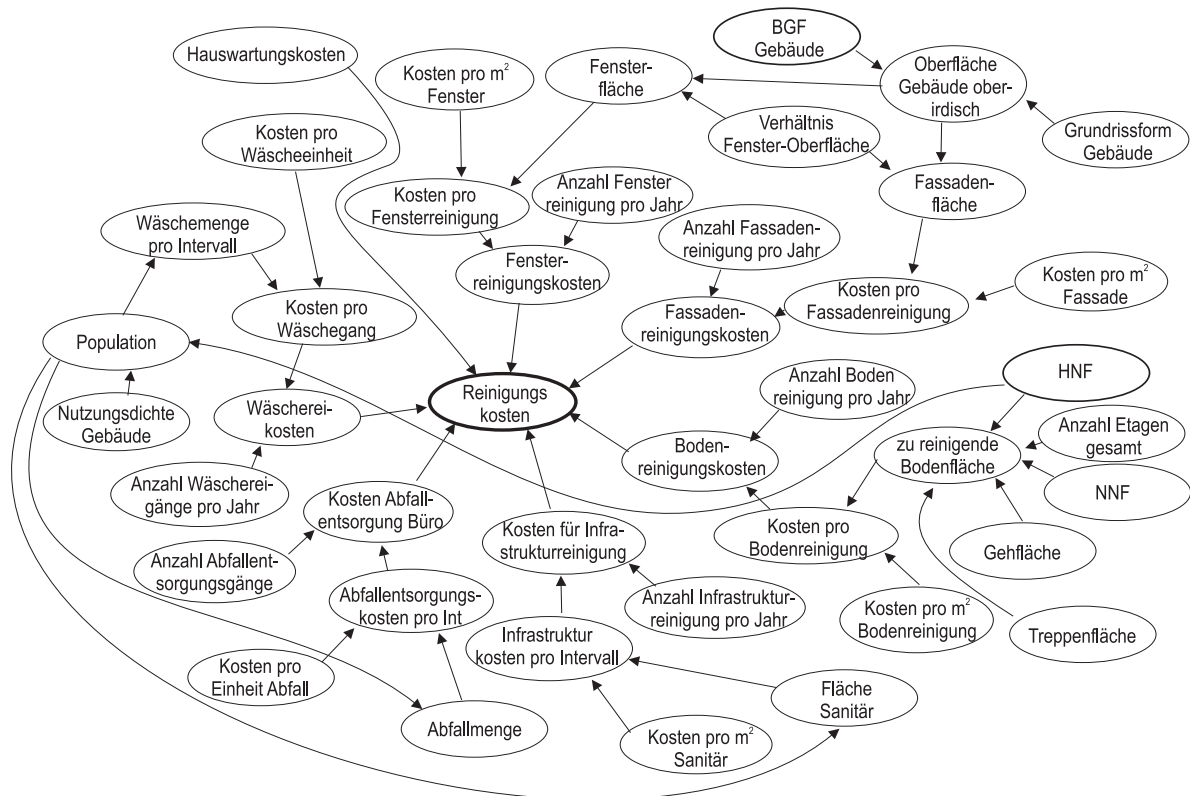 BGF
Gebäude
Hauswartungskosten
Kosten pro m²
Fenster
Fenster-
fläche
Oberfläche
Gebäude ober-
irdisch
Kosten pro
Wäscheeinheit
Verhältnis
Fenster-Oberfläche
Grundrissform
Gebäude
Kosten pro
Fensterreinigung
Anzahl Fenster
reinigung pro Jahr
Fassaden-
fläche
Wäschemenge
pro Intervall
Anzahl Fassaden-
reinigung pro Jahr
Fenster-
reinigungskosten
Kosten pro
Wäschegang
Kosten pro
Fassadenreinigung
Kosten pro m²
Fassade
Population
Fassaden-
reinigungskosten
HNF
Nutzungsdichte
Gebäude
Wäscherei-
kosten
Reinigungs
kosten
Anzahl Boden
reinigung pro Jahr
Anzahl Etagen
gesamt
Boden-
reinigungskosten
zu reinigende
Bodenfläche
Anzahl Wäscherei-
gänge pro Jahr
NNF
Kosten Abfall-
entsorgung Büro
Kosten für Infra-
strukturreinigung
Kosten pro
Bodenreinigung
Gehfläche
Anzahl Abfallent-
sorgungsgänge
Abfallentsorgungs-
kosten pro Int
Anzahl Infrastruktur-
reinigung pro Jahr
Kosten pro m²
Bodenreinigung
Treppenfläche
Infrastruktur
kosten pro Intervall
Kosten pro
Einheit Abfall
Fläche
Sanitär
Abfallmenge
Kosten pro m²
Sanitär